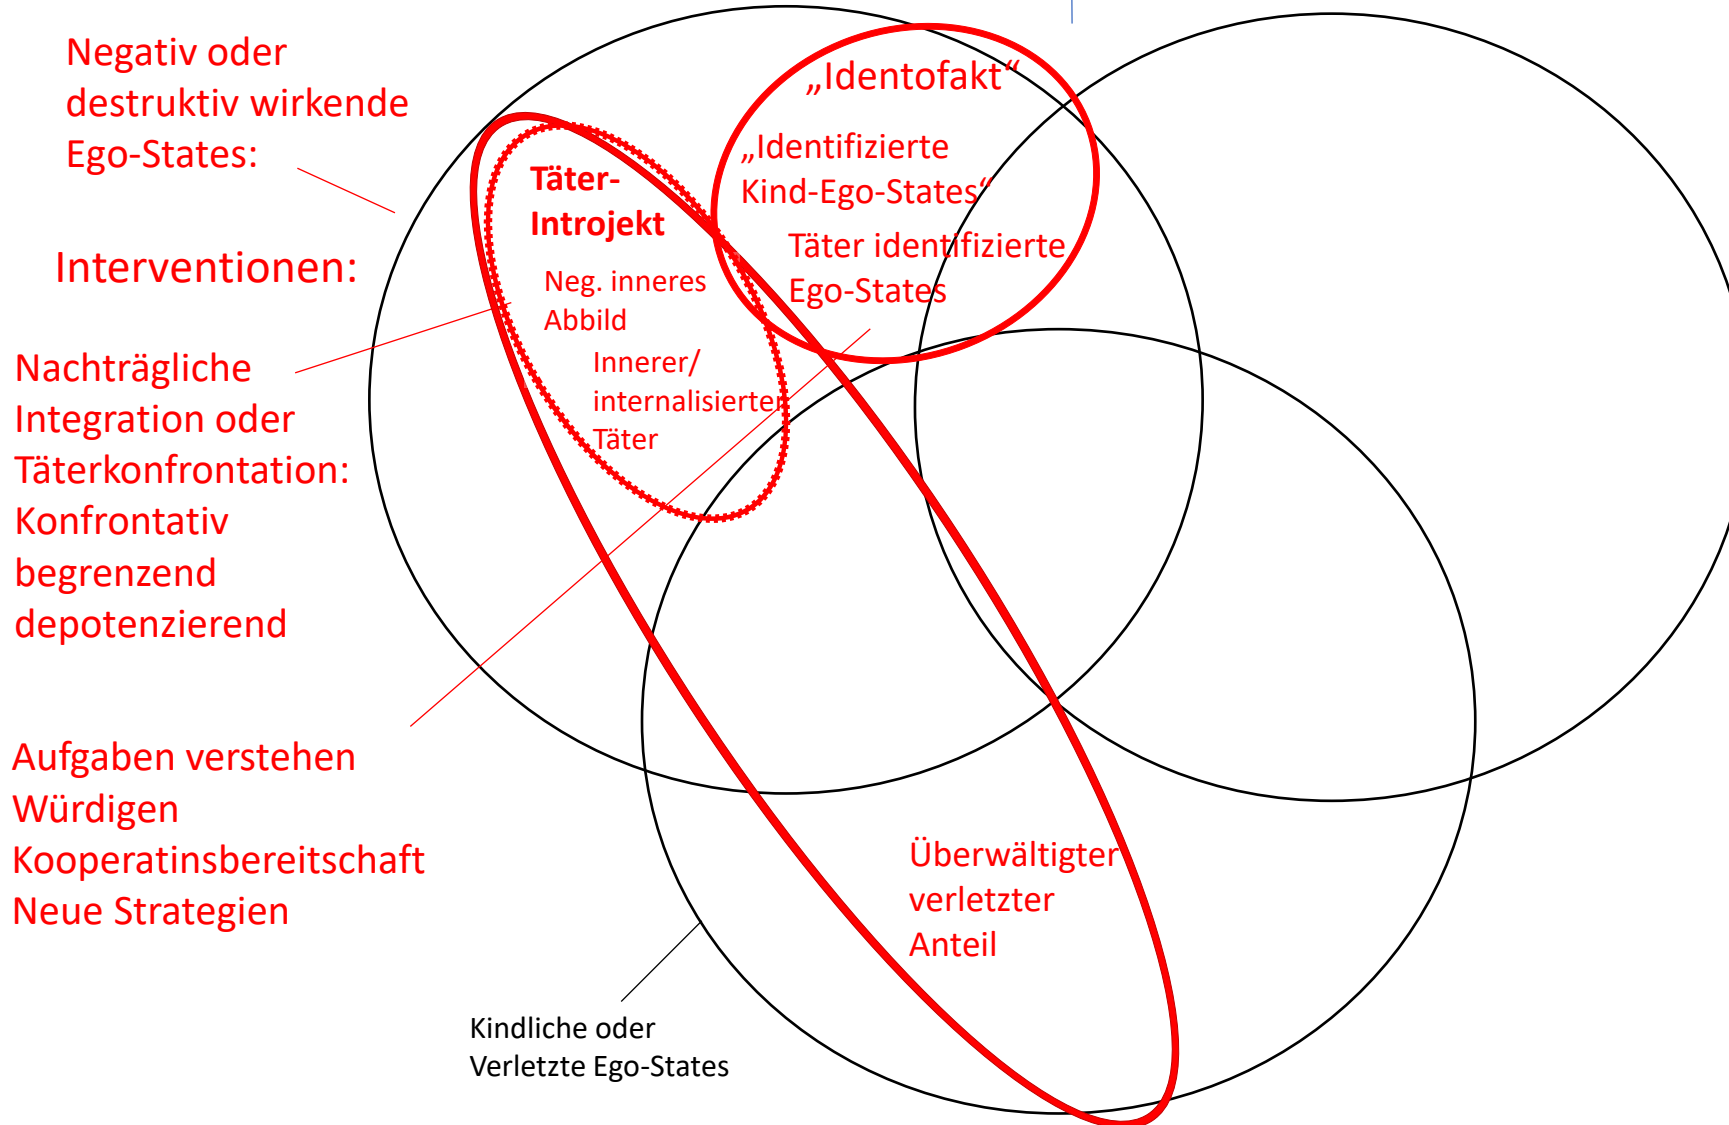 Negativ oder
destruktiv wirkende
Ego-States:
Interventionen:
Nachträgliche
Integration oder
Täterkonfrontation:
Konfrontativ
begrenzend
depotenzierend
Aufgaben verstehen
Würdigen
Kooperatinsbereitschaft
Neue Strategien
Täter-
Introjekt
Neg. inneres
Abbild
Innerer/
internalisierter
Täter
„Identofakt“
„Identifizierte
Kind-Ego-States“
Täter identifizierte
Ego-States
Überwältigter
verletzter
Anteil
Kindliche oder
Verletzte Ego-States